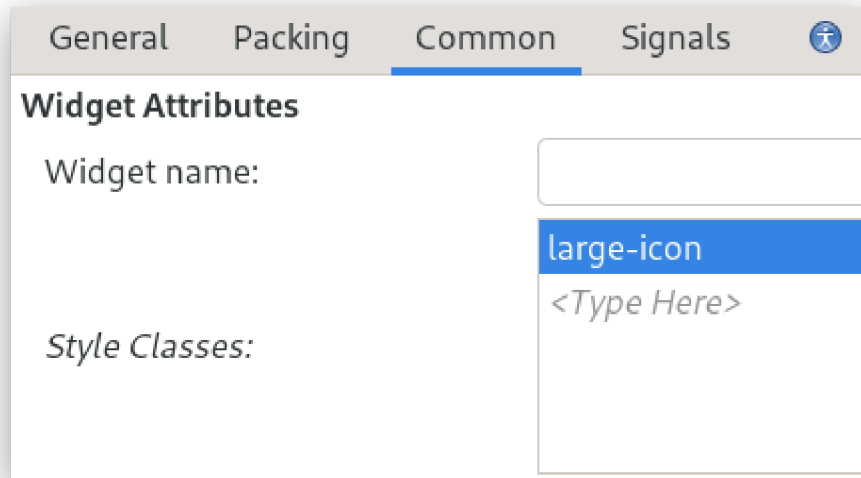 General Packing Common Signals
Widget Attributes
Widget name:
large-icon
<Type Here>
Style Classes: